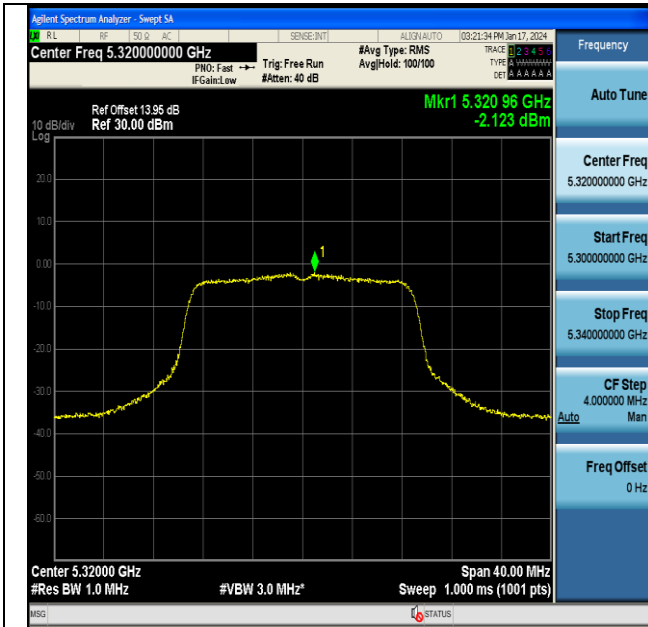 Agilent Spectrum Analyzer - Swept SA
RL RF 50 Ω AC SENSE:INT ALIGNAUTO 03:21:34 PM Jan 17, 2024
Center Freq 5.320000000 GHz #Avg Type: RMS TRACE 1 2 3 4 5 6 Frequency
PNO: Fast Trig: Free Run Avg|Hold: 100/100 TYPE A WWWWW
IFGain:Low #Atten: 40 dB DET A A A A A A
Auto Tune
Mkr1 5.320 96 GHz
Ref Offset 13.95 dB
10 dB/div Ref 30.00 dBm -2.123 dBm
Log
20.0
10.0
0.00
-10.0
-20.0
-30.0
-40.0
-50.0
-60.0
1
Center Freq
5.320000000 GHz
Start Freq
5.300000000 GHz
Stop Freq
5.340000000 GHz
CF Step
4.000000 MHz
Auto Man
Freq Offset
0 Hz
Center 5.32000 GHz Span 40.00 MHz
#Res BW 1.0 MHz #VBW 3.0 MHz* Sweep 1.000 ms (1001 pts)
MSG STATUS